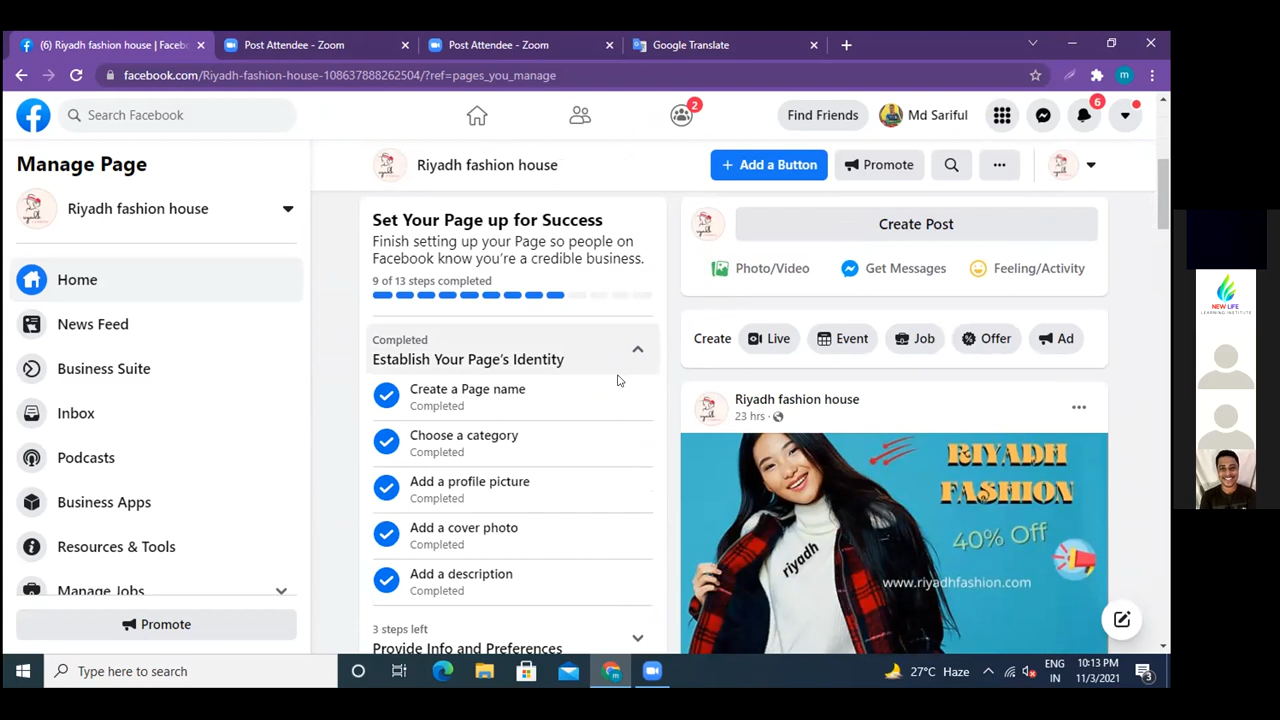 (6) Riyadh fashion house | Faceb
Post Attendee - Zoom
Post Attendee - Zoom
Google Translate
facebook.com/Riyadh-fashion-house-108637888262504/?ref=pages_you_manage
m
Search Facebook
2
Find Friends
Md Sariful
6
Manage Page
Riyadh fashion house
Home
News Feed
Business Suite
Inbox
Podcasts
Business Apps
Resources & Tools
Manage Jobs
Promote
Riyadh fashion house
+ Add a Button
Promote
Set Your Page up for Success
Finish setting up your Page so people on
Facebook know you're a credible business.
9 of 13 steps completed
Completed
Establish Your Page's Identity
Create a Page name
Completed
Choose a category
Completed
Add a profile picture
Completed
Add a cover photo
Completed
Add a description
Completed
3 steps left
Provide Info and Preferences
Create Post
Photo/Video
Get Messages
Feeling/Activity
Create
Live
Event
Job
Offer
Ad
Riyadh fashion house
23 hrs ·
RIYADH
FASHION
40% Off
www.riyadhfashion.com
riyadh
NEW LIFE
LEARNING INSTITUTE
Type here to search
27°C Haze
ENG
IN
10:13 PM
11/3/2021
3